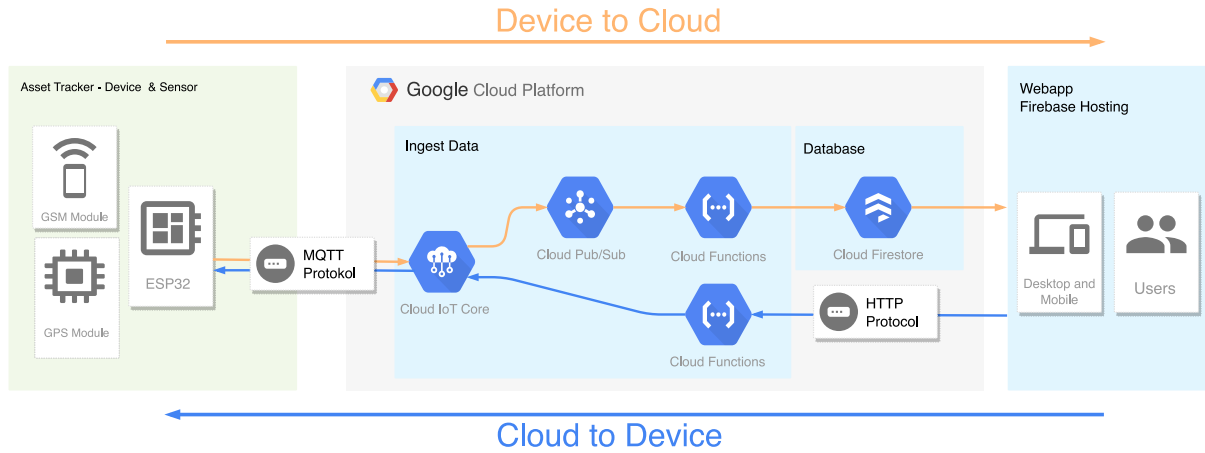 Device to Cloud
Asset Tracker - Device & Sensor
GSM Module
GPS Module
ESP32
MQTT
Protokol
Google Cloud Platform
Ingest Data
Cloud IoT Core
Cloud Pub/Sub
Cloud Functions
Cloud Functions
Database
Cloud Firestore
HTTP
Protocol
Webapp
Firebase Hosting
Desktop and
Mobile
Users
Cloud to Device